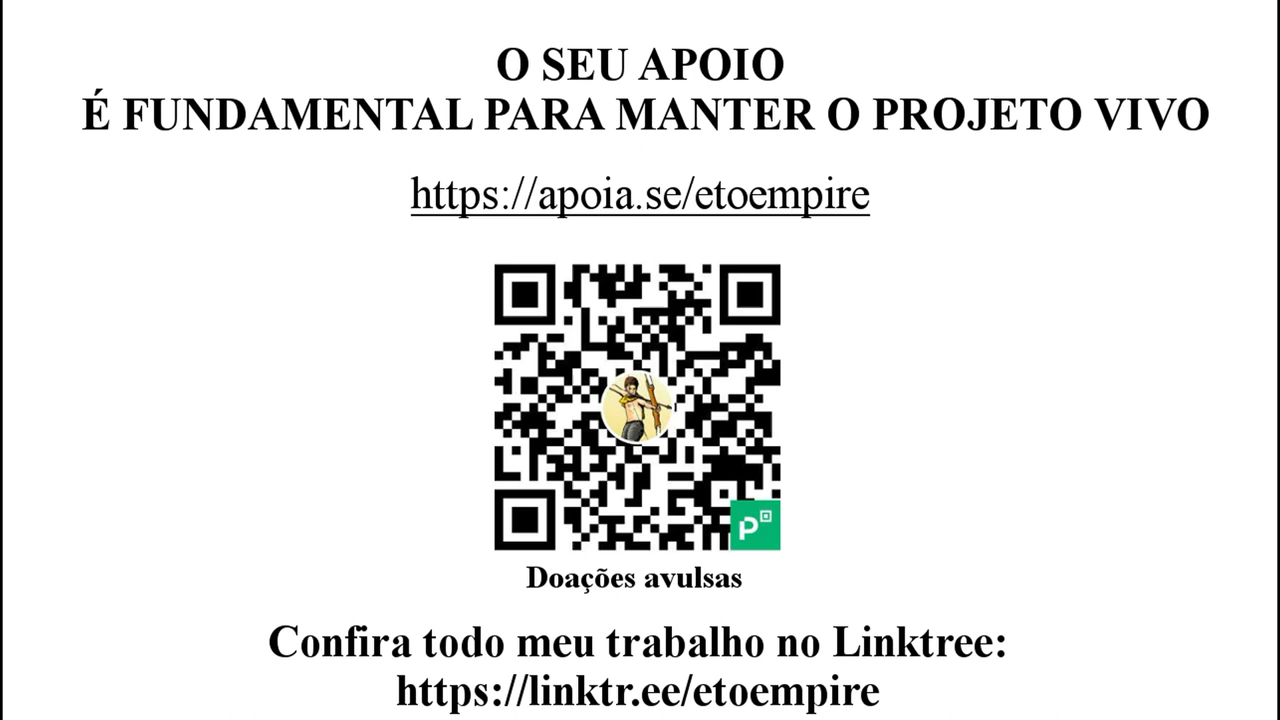 O SEU APOIO
É FUNDAMENTAL PARA MANTER O PROJETO VIVO
https://apoia.se/etoempire
P
Doações avulsas
Confira todo meu trabalho no Linktree:
https://linktr.ee/etoempire